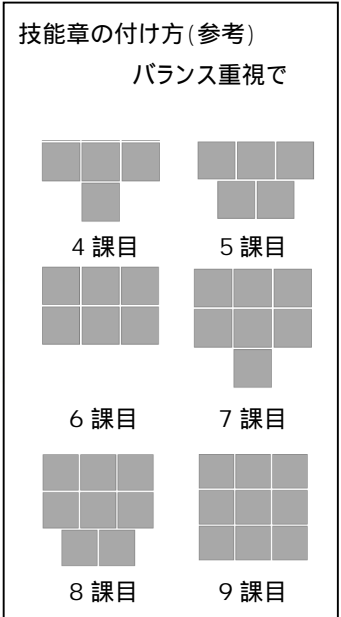 技能章の付け方(参考)
バランス重視で
4課目
5課目
6課目
7課目
8課目
9課目